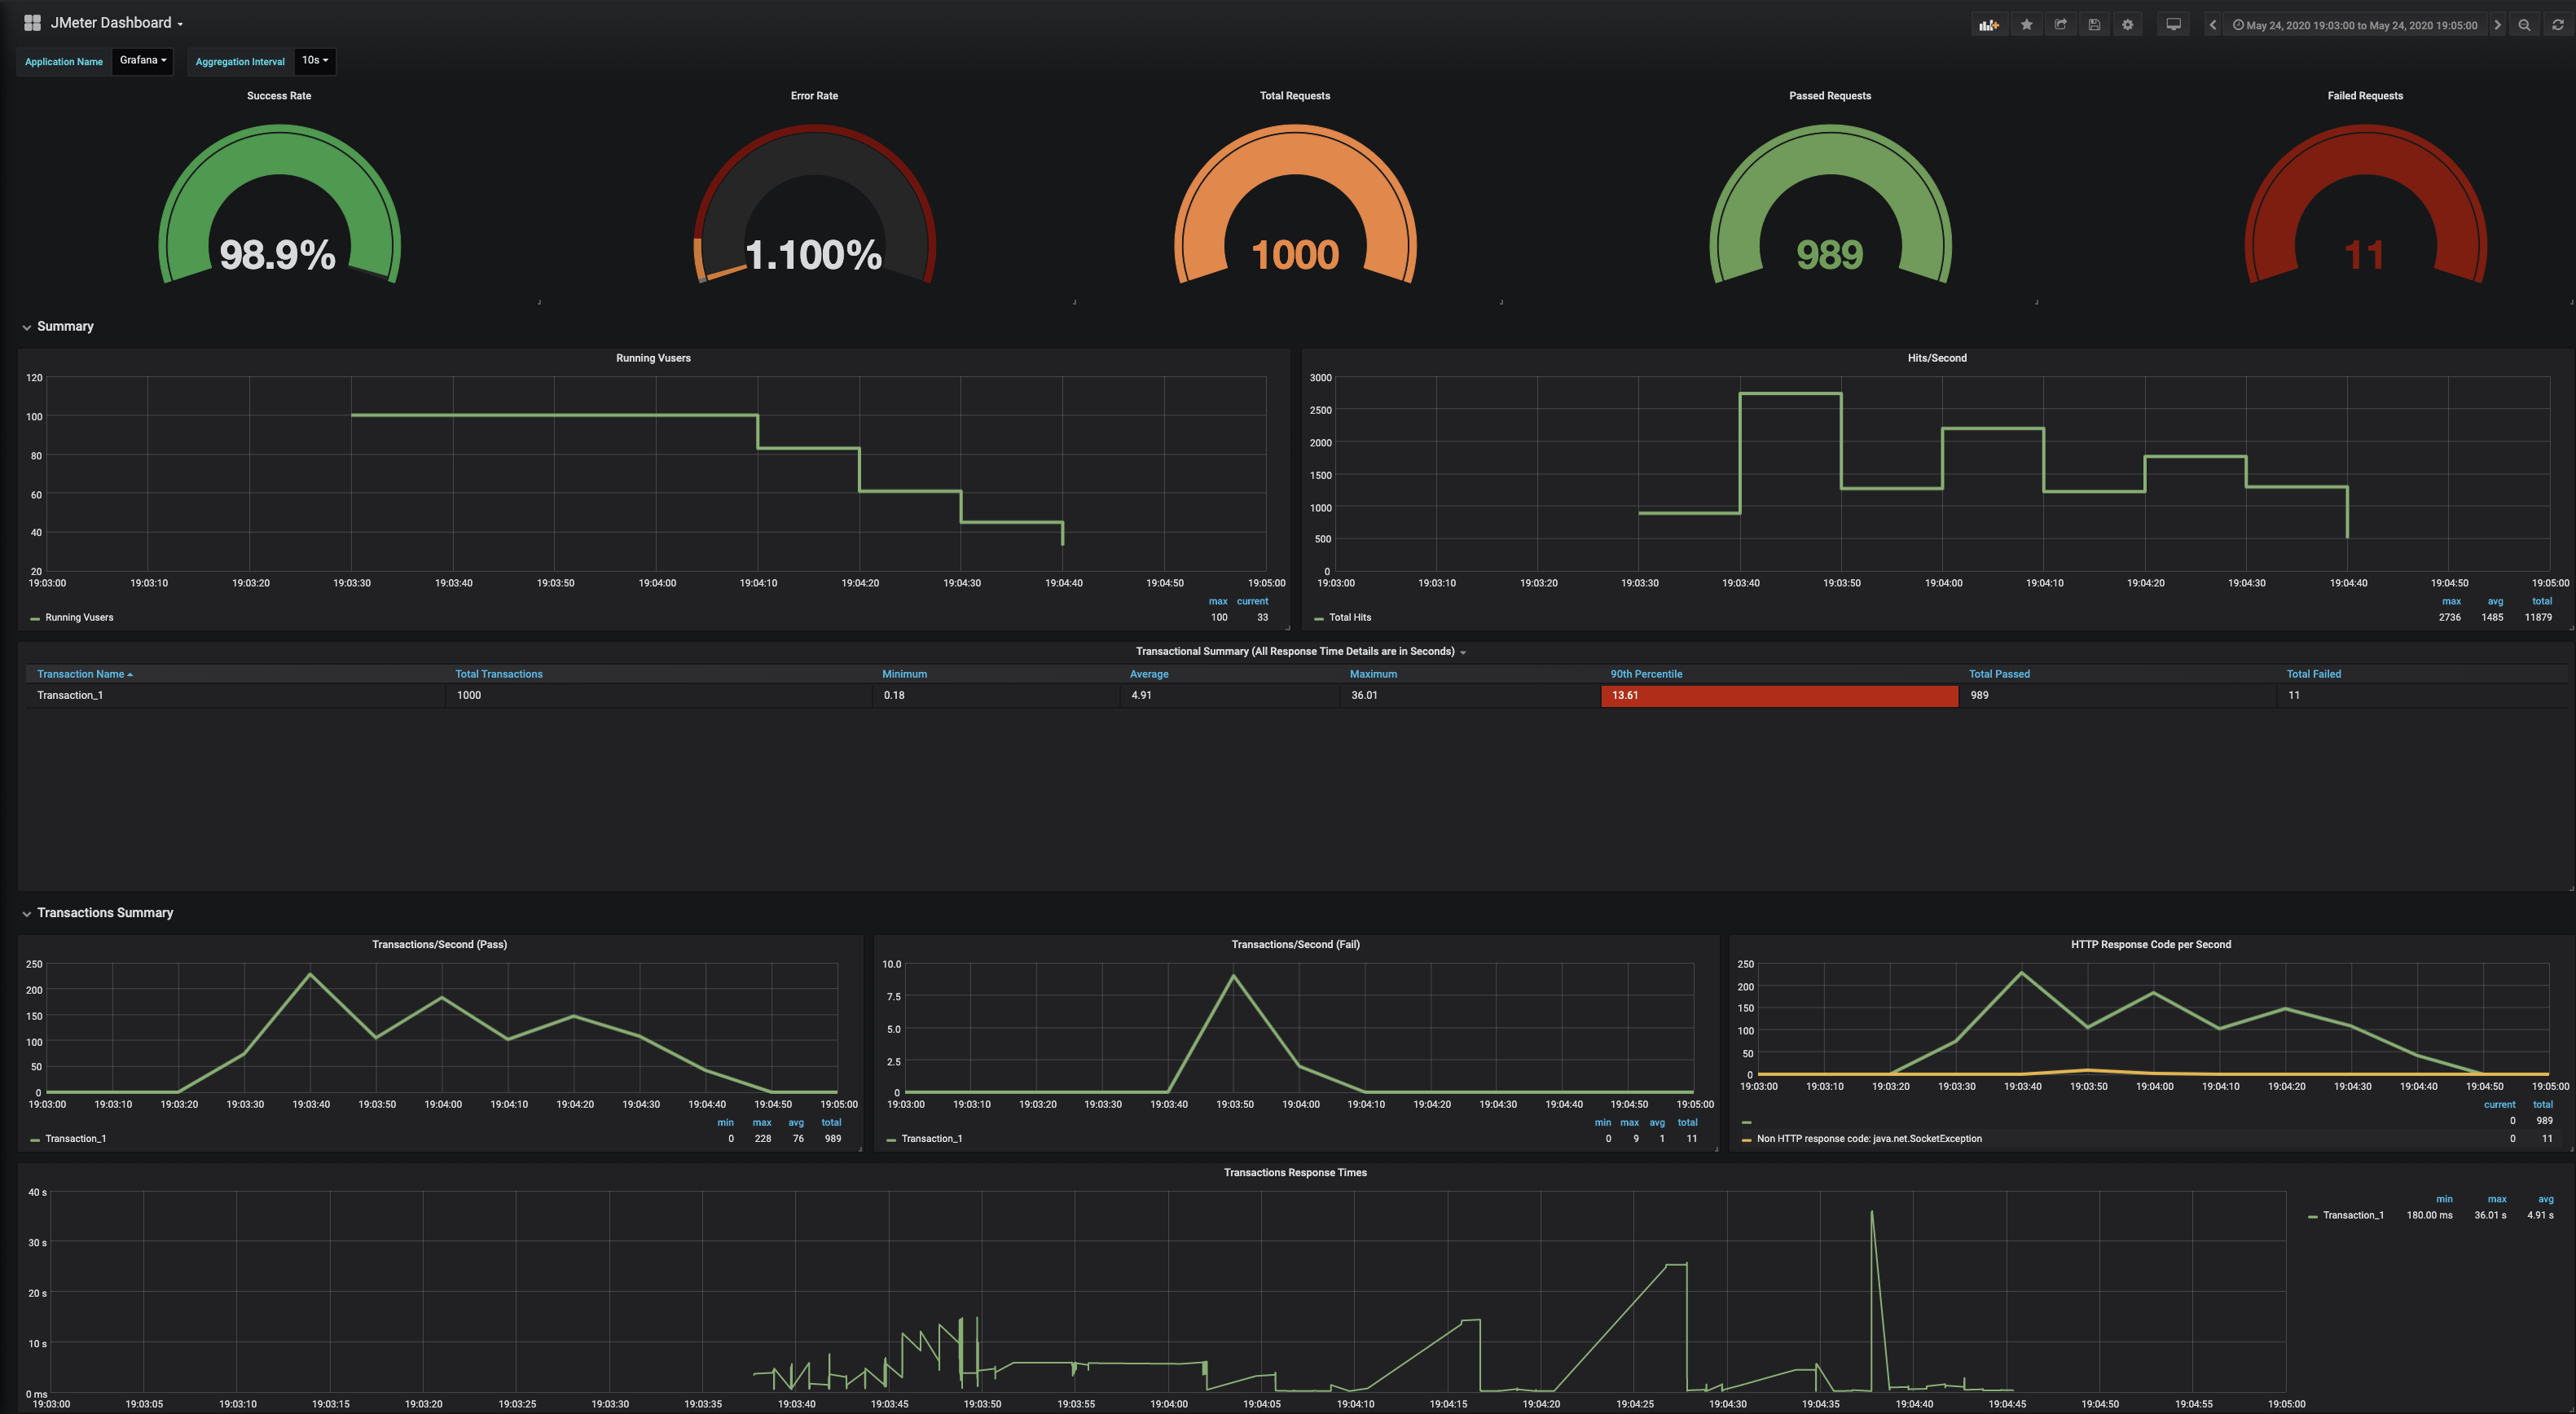 JMeter Dashboard
May 24, 2020 19:03:00 to May 24, 2020 19:05:00
Application Name Grafana Aggregation Interval 10s
Success Rate Error Rate Total Requests Passed Requests Failed Requests
98.9% 1.100% 1000 989 11
Summary
Running Vusers
120
100
80
60
40
20
19:03:00 19:03:10 19:03:20 19:03:30 19:03:40 19:03:50 19:04:00 19:04:10 19:04:20 19:04:30 19:04:40 19:04:50 19:05:00
max current
Running Vusers 100 33
Hits/Second
3000
2500
2000
1500
1000
500
0
19:03:00 19:03:10 19:03:20 19:03:30 19:03:40 19:03:50 19:04:00 19:04:10 19:04:20 19:04:30 19:04:40 19:04:50 19:05:00
max avg total
Total Hits 2736 1485 11879
Transactional Summary (All Response Time Details are in Seconds)
Transaction Name Total Transactions Minimum Average Maximum 90th Percentile Total Passed Total Failed
Transaction_1 1000 0.18 4.91 36.01 13.61 989 11
Transactions Summary
Transactions/Second (Pass)
250
200
150
100
50
0
19:03:00 19:03:10 19:03:20 19:03:30 19:03:40 19:03:50 19:04:00 19:04:10 19:04:20 19:04:30 19:04:40 19:04:50 19:05:00
min max avg total
Transaction_1 0 228 76 989
Transactions/Second (Fail)
10.0
7.5
5.0
2.5
0
19:03:00 19:03:10 19:03:20 19:03:30 19:03:40 19:03:50 19:04:00 19:04:10 19:04:20 19:04:30 19:04:40 19:04:50 19:05:00
min max avg total
Transaction_1 0 9 1 11
HTTP Response Code per Second
250
200
150
100
50
0
19:03:00 19:03:10 19:03:20 19:03:30 19:03:40 19:03:50 19:04:00 19:04:10 19:04:20 19:04:30 19:04:40 19:04:50 19:05:00
current total
0 989
Non HTTP response code: java.net.SocketException 0 11
Transactions Response Times
40 s
30 s
20 s
10 s
0 ms
19:03:00 19:03:05 19:03:10 19:03:15 19:03:20 19:03:25 19:03:30 19:03:35 19:03:40 19:03:45 19:03:50 19:03:55 19:04:00 19:04:05 19:04:10 19:04:15 19:04:20 19:04:25 19:04:30 19:04:35 19:04:40 19:04:45 19:04:50 19:04:55 19:05:00
min max avg
Transaction_1 180.00 ms 36.01 s 4.91 s